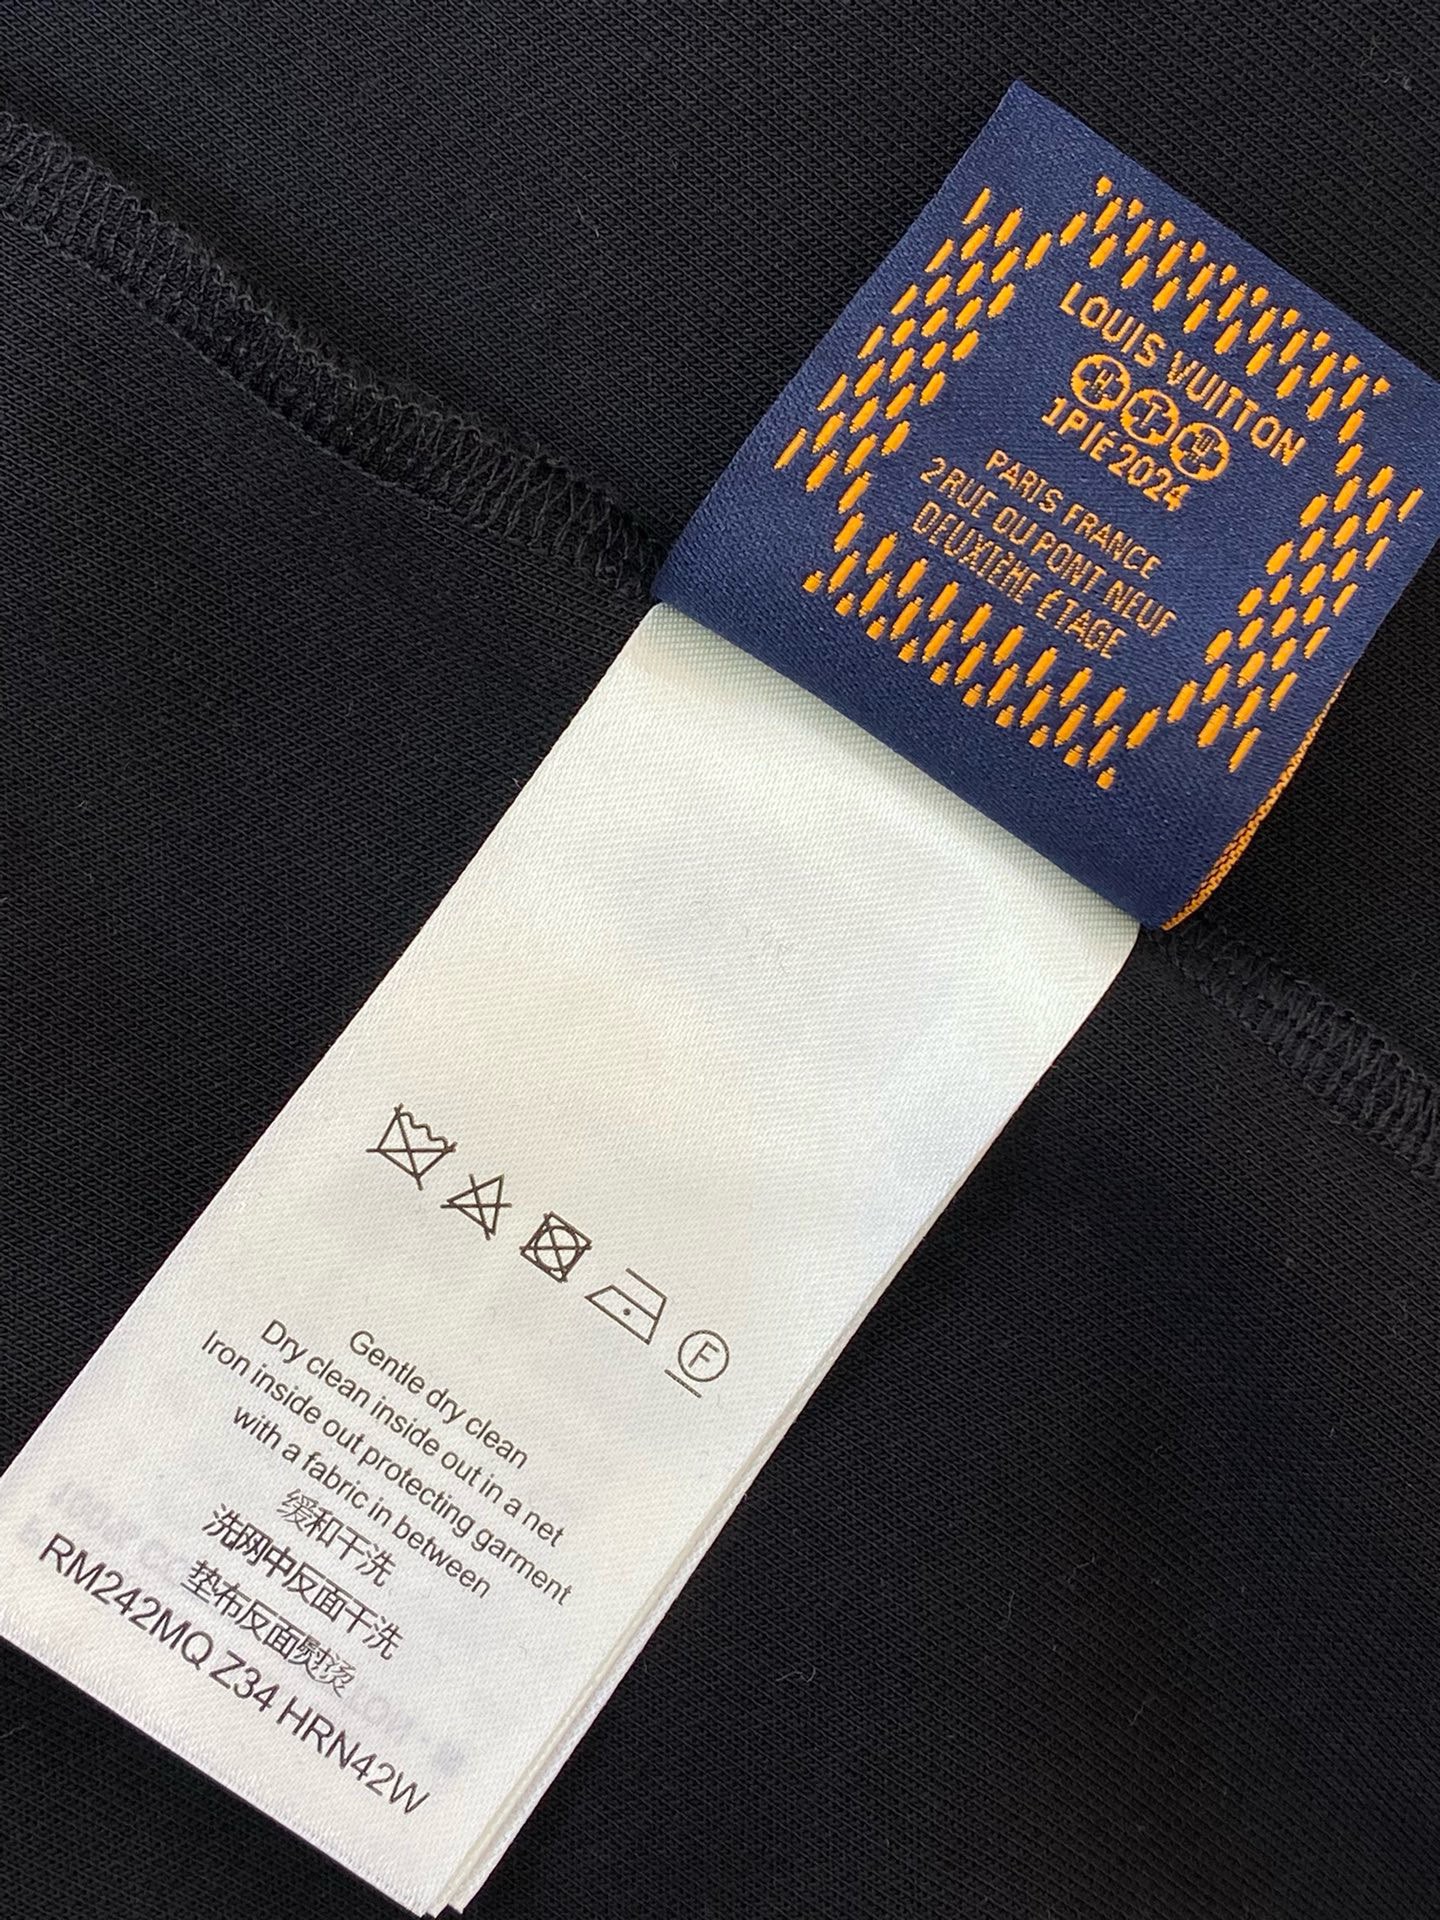 LOUIS VUITTON
1PIE2024
PARIS FRANCE
2 RUE DU PONT NEUF
DEUXIÈME ÉTAGE
F
Gentle dry clean
Dry clean inside out in a net
Iron inside out protecting garment
with a fabric in between
缓和干洗
洗网中反面干洗
垫布反面熨烫
RM242MQ Z34 HRN42W